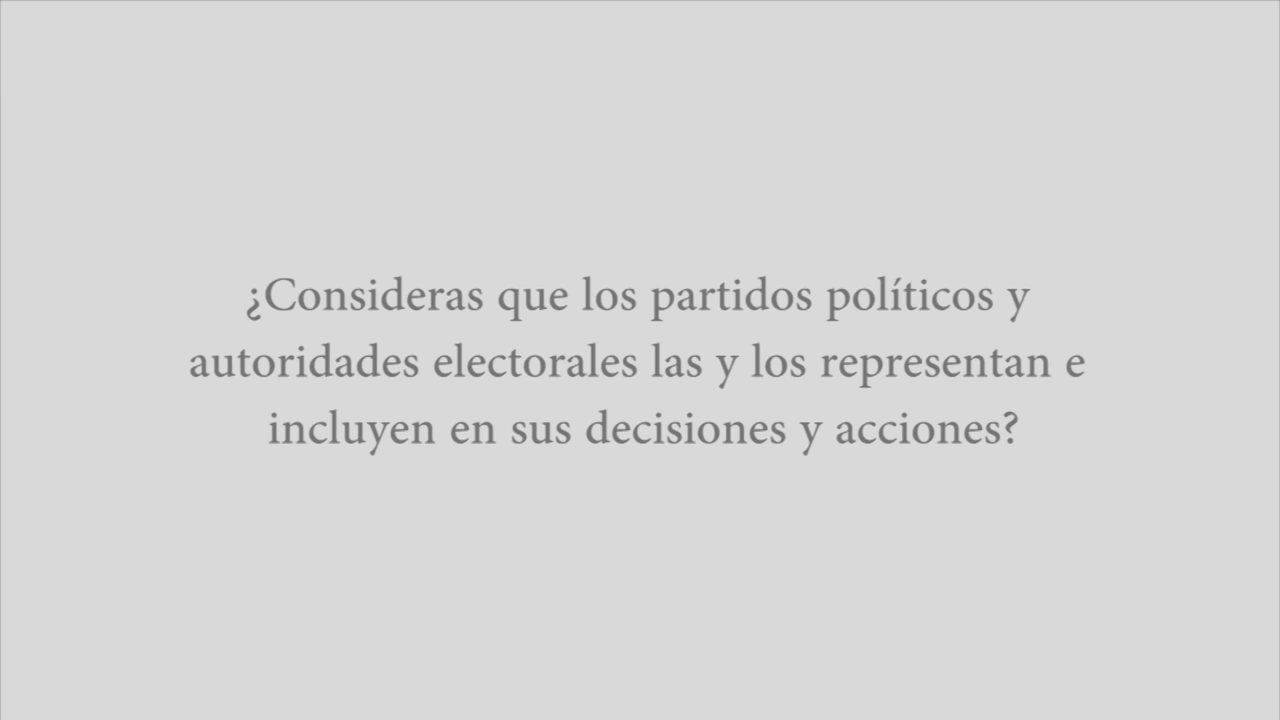 ¿Consideras que los partidos políticos y
autoridades electorales las y los representan e
incluyen en sus decisiones y acciones?